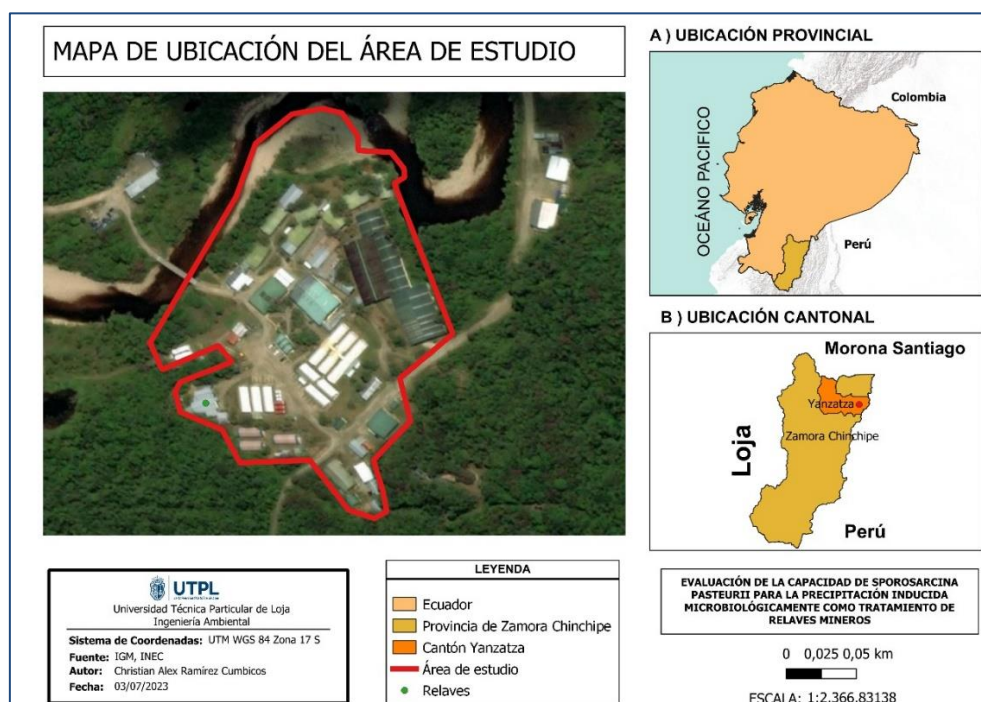 MAPA DE UBICACIÓN DEL ÁREA DE ESTUDIO
A ) UBICACIÓN PROVINCIAL
Colombia
OCEÁNO PACIFICO
Perú
B ) UBICACIÓN CANTONAL
Morona Santiago
Yanzatza
Zamora Chinchipe
Loja
Perú
UTPL
Universidad Técnica Particular de Loja
Ingeniería Ambiental
Sistema de Coordenadas: UTM WGS 84 Zona 17 S
Fuente: IGM, INEC
Autor: Christian Alex Ramírez Cumbicos
Fecha: 03/07/2023
LEYENDA
Ecuador
Provincia de Zamora Chinchipe
Cantón Yanzatza
Área de estudio
Relaves
EVALUACIÓN DE LA CAPACIDAD DE SPOROSARCINA
PASTEURII PARA LA PRECIPITACIÓN INDUCIDA
MICROBIOLÓGICAMENTE COMO TRATAMIENTO DE
RELAVES MINEROS
0 0,025 0,05 km
ESCALA: 1:2.366,83138